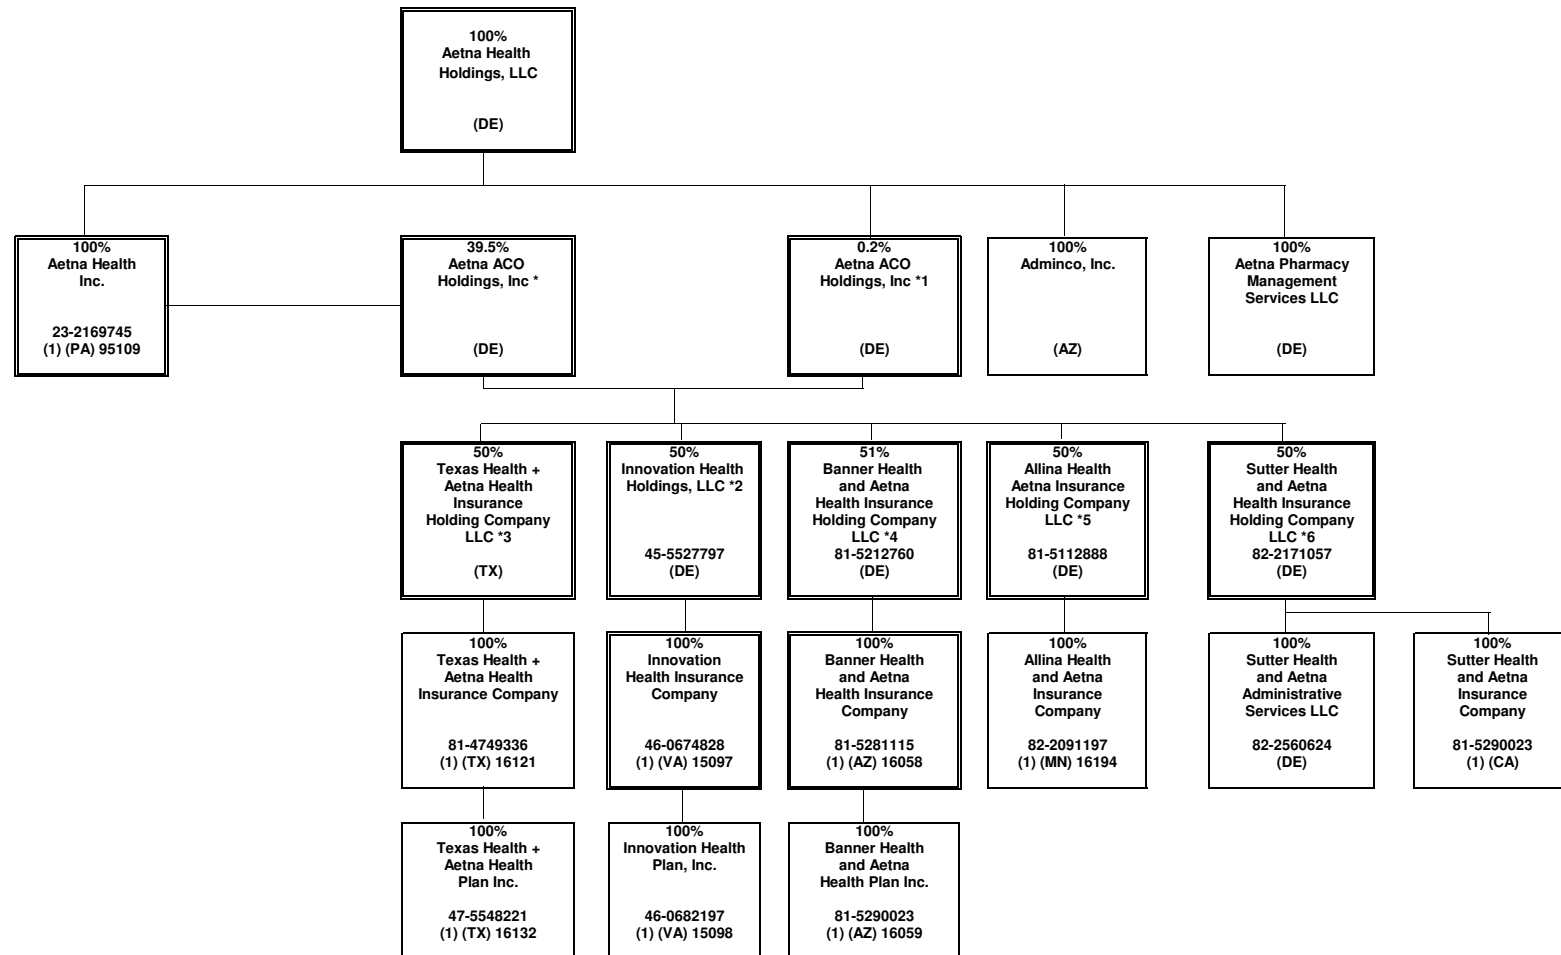 100%
Aetna Health
Holdings, LLC
(DE)
100%
Aetna Health
Inc.
23-2169745
(1) (PA) 95109
39.5%
Aetna ACO
Holdings, Inc *
(DE)
0.2%
Aetna ACO
Holdings, Inc *1
(DE)
100%
Adminco, Inc.
(AZ)
100%
Aetna Pharmacy
Management
Services LLC
(DE)
50%
Texas Health +
Aetna Health
Insurance
Holding Company
LLC *3
(TX)
50%
Innovation Health
Holdings, LLC *2
45-5527797
(DE)
51%
Banner Health
and Aetna
Health Insurance
Holding Company
LLC *4
81-5212760
(DE)
50%
Allina Health
Aetna Insurance
Holding Company
LLC *5
81-5112888
(DE)
50%
Sutter Health
and Aetna
Health Insurance
Holding Company
LLC *6
82-2171057
(DE)
100%
Texas Health +
Aetna Health
Insurance Company
81-4749336
(1) (TX) 16121
100%
Innovation
Health Insurance
Company
46-0674828
(1) (VA) 15097
100%
Banner Health
and Aetna
Health Insurance
Company
81-5281115
(1) (AZ) 16058
100%
Allina Health
and Aetna
Insurance
Company
82-2091197
(1) (MN) 16194
100%
Sutter Health
and Aetna
Administrative
Services LLC
82-2560624
(DE)
100%
Sutter Health
and Aetna
Insurance
Company
81-5290023
(1) (CA)
100%
Texas Health +
Aetna Health
Plan Inc.
47-5548221
(1) (TX) 16132
100%
Innovation Health
Plan, Inc.
46-0682197
(1) (VA) 15098
100%
Banner Health
and Aetna
Health Plan Inc.
81-5290023
(1) (AZ) 16059